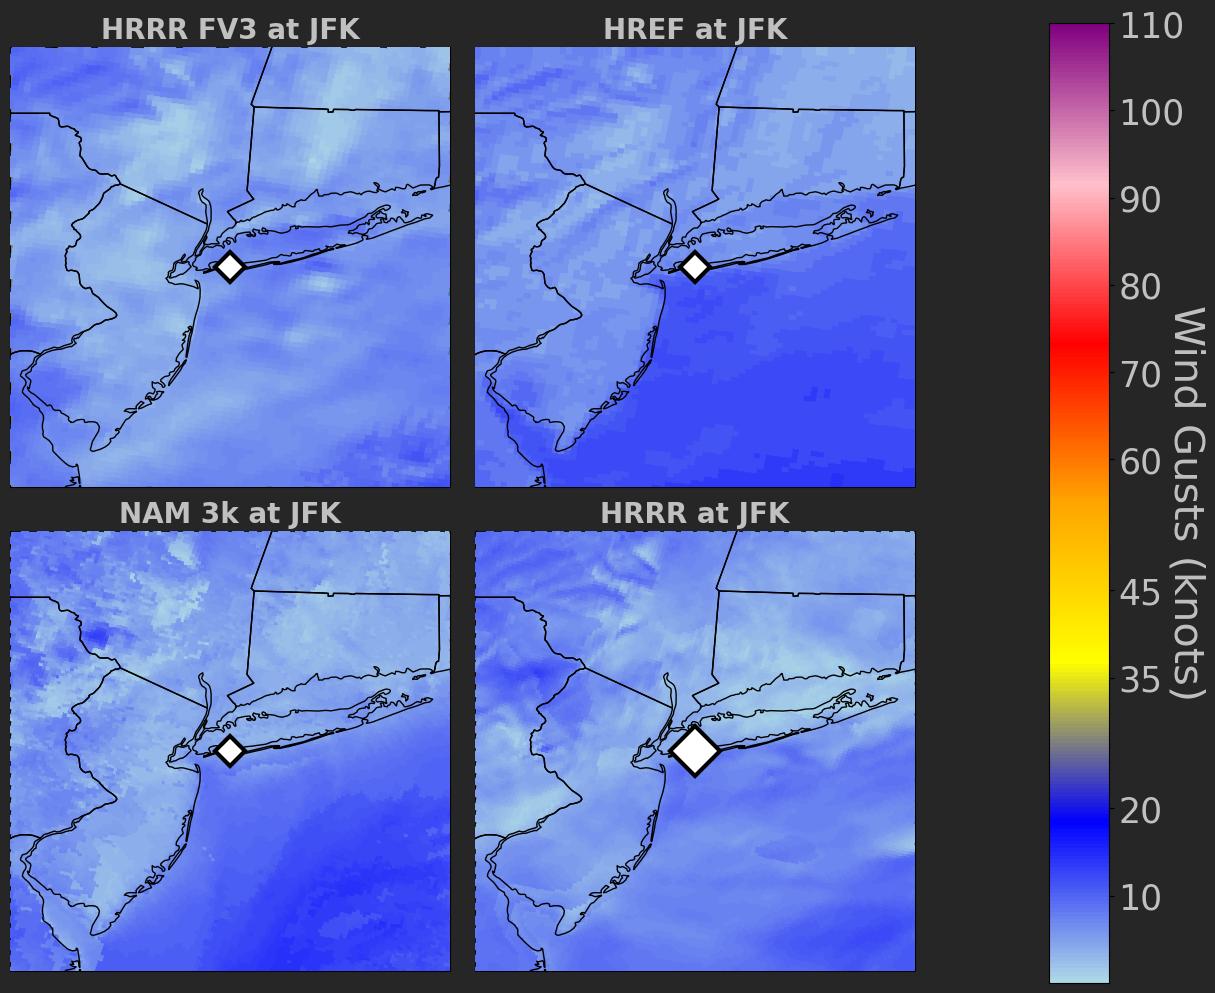 HRRR FV3 at JFK
HREF at JFK
NAM 3k at JFK
HRRR at JFK
110
100
90
80
70
60
45
35
20
10
Wind Gusts (knots)